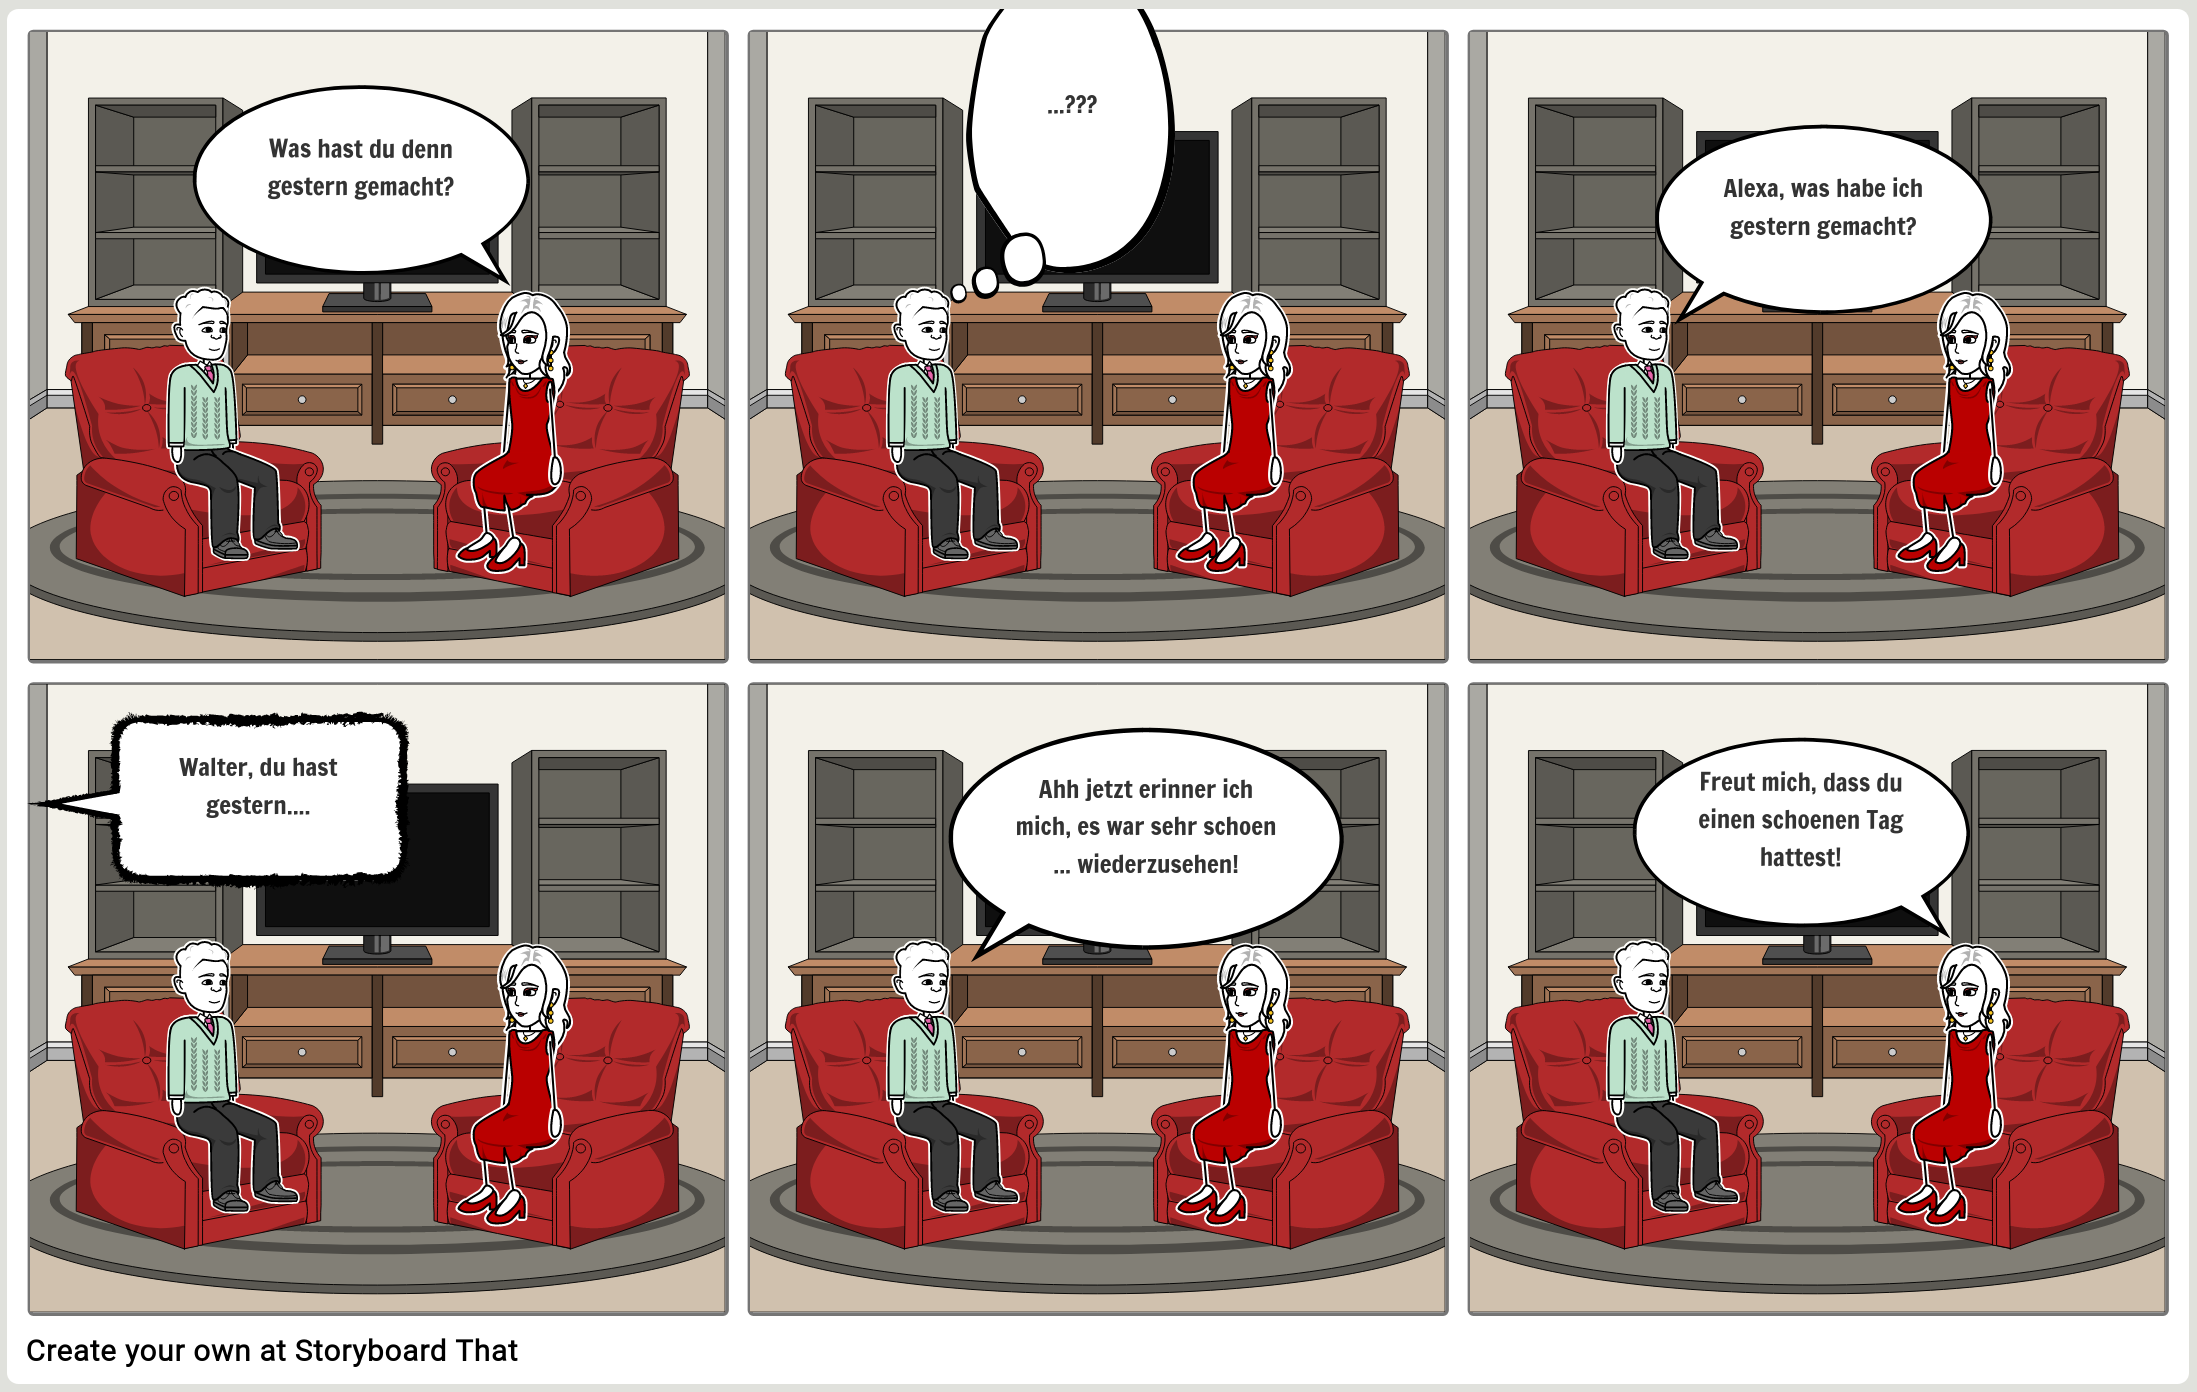 Was hast du denn
gestern gemacht?
...???
Alexa, was habe ich
gestern gemacht?
Walter, du hast
gestern....
Ahh jetzt erinner ich
mich, es war sehr schoen
... wiederzusehen!
Freut mich, dass du
einen schoenen Tag
hattest!
Create your own at Storyboard That